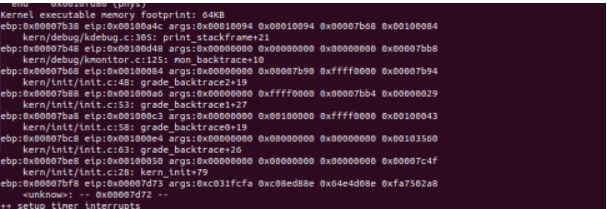 end 0x0010fd80 (phys)
Kernel executable memory footprint: 64KB
ebp:0x00007b38 eip:0x00100a4c args:0x00010094 0x00010094 0x00007b68 0x00100084
kern/debug/kdebug.c:305: print_stackframe+21
ebp:0x00007b48 eip:0x00100d48 args:0x00000000 0x00000000 0x00000000 0x00007bb8
kern/debug/kmonitor.c:125: mon_backtrace+10
ebp:0x00007b68 eip:0x00100084 args:0x00000000 0x00007b90 0xffff0000 0x00007b94
kern/init/init.c:48: grade_backtrace2+19
ebp:0x00007b88 eip:0x001000a6 args:0x00000000 0xffff0000 0x00007bb4 0x00000029
kern/init/init.c:53: grade_backtrace1+27
ebp:0x00007ba8 eip:0x001000c3 args:0x00000000 0x00100000 0xffff0000 0x00100043
kern/init/init.c:58: grade_backtrace0+19
ebp:0x00007bc8 eip:0x001000e4 args:0x00000000 0x00000000 0x00000000 0x00103560
kern/init/init.c:63: grade_backtrace+26
ebp:0x00007be8 eip:0x00100050 args:0x00000000 0x00000000 0x00000000 0x00007c4f
kern/init/init.c:28: kern_init+79
ebp:0x00007bf8 eip:0x00007d73 args:0xc031fcfa 0xc08ed88e 0x64e4d08e 0xfa7502a8
<unknow>: -- 0x00007d72 --
++ setup timer interrupts